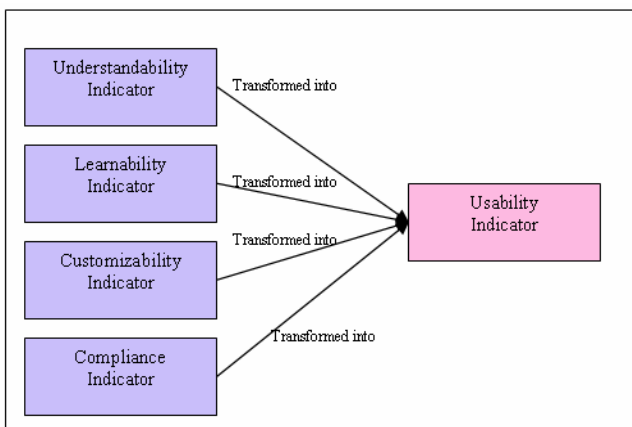 Understandability
Indicator
Transformed into
Learnability
Indicator
Transformed into
Usability
Indicator
Customizability
Indicator
Transformed into
Compliance
Indicator
Transformed into